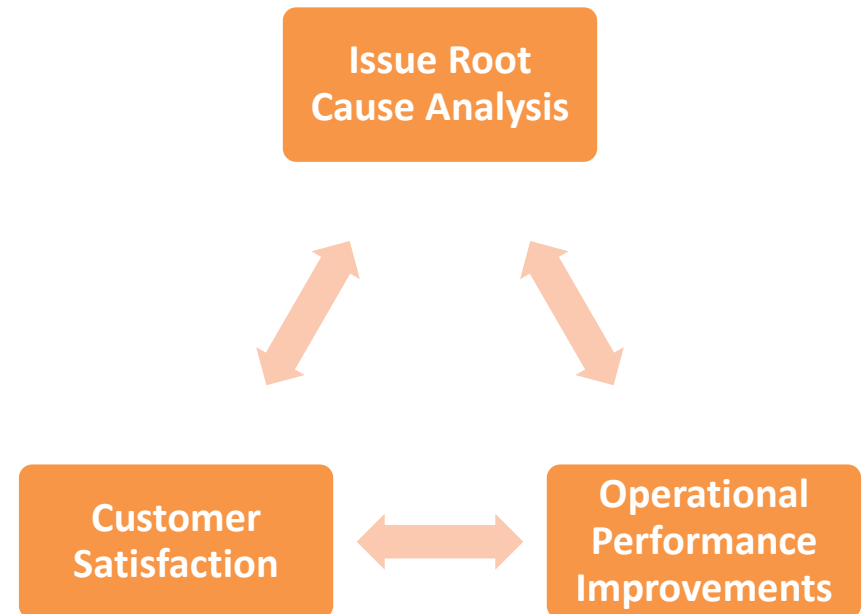 Issue Root
Cause Analysis
Customer
Satisfaction
Operational
Performance
Improvements